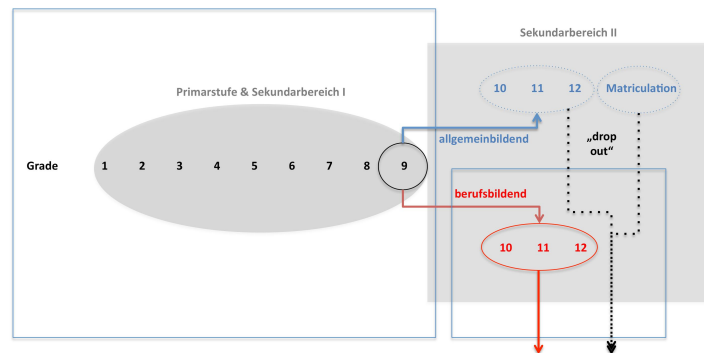 Sekundarbereich II
Primarstufe & Sekundarbereich I
10 11 12 Matriculation
allgemeinbildend
„drop
out“
Grade 1 2 3 4 5 6 7 8 9
berufsbildend
10 11 12